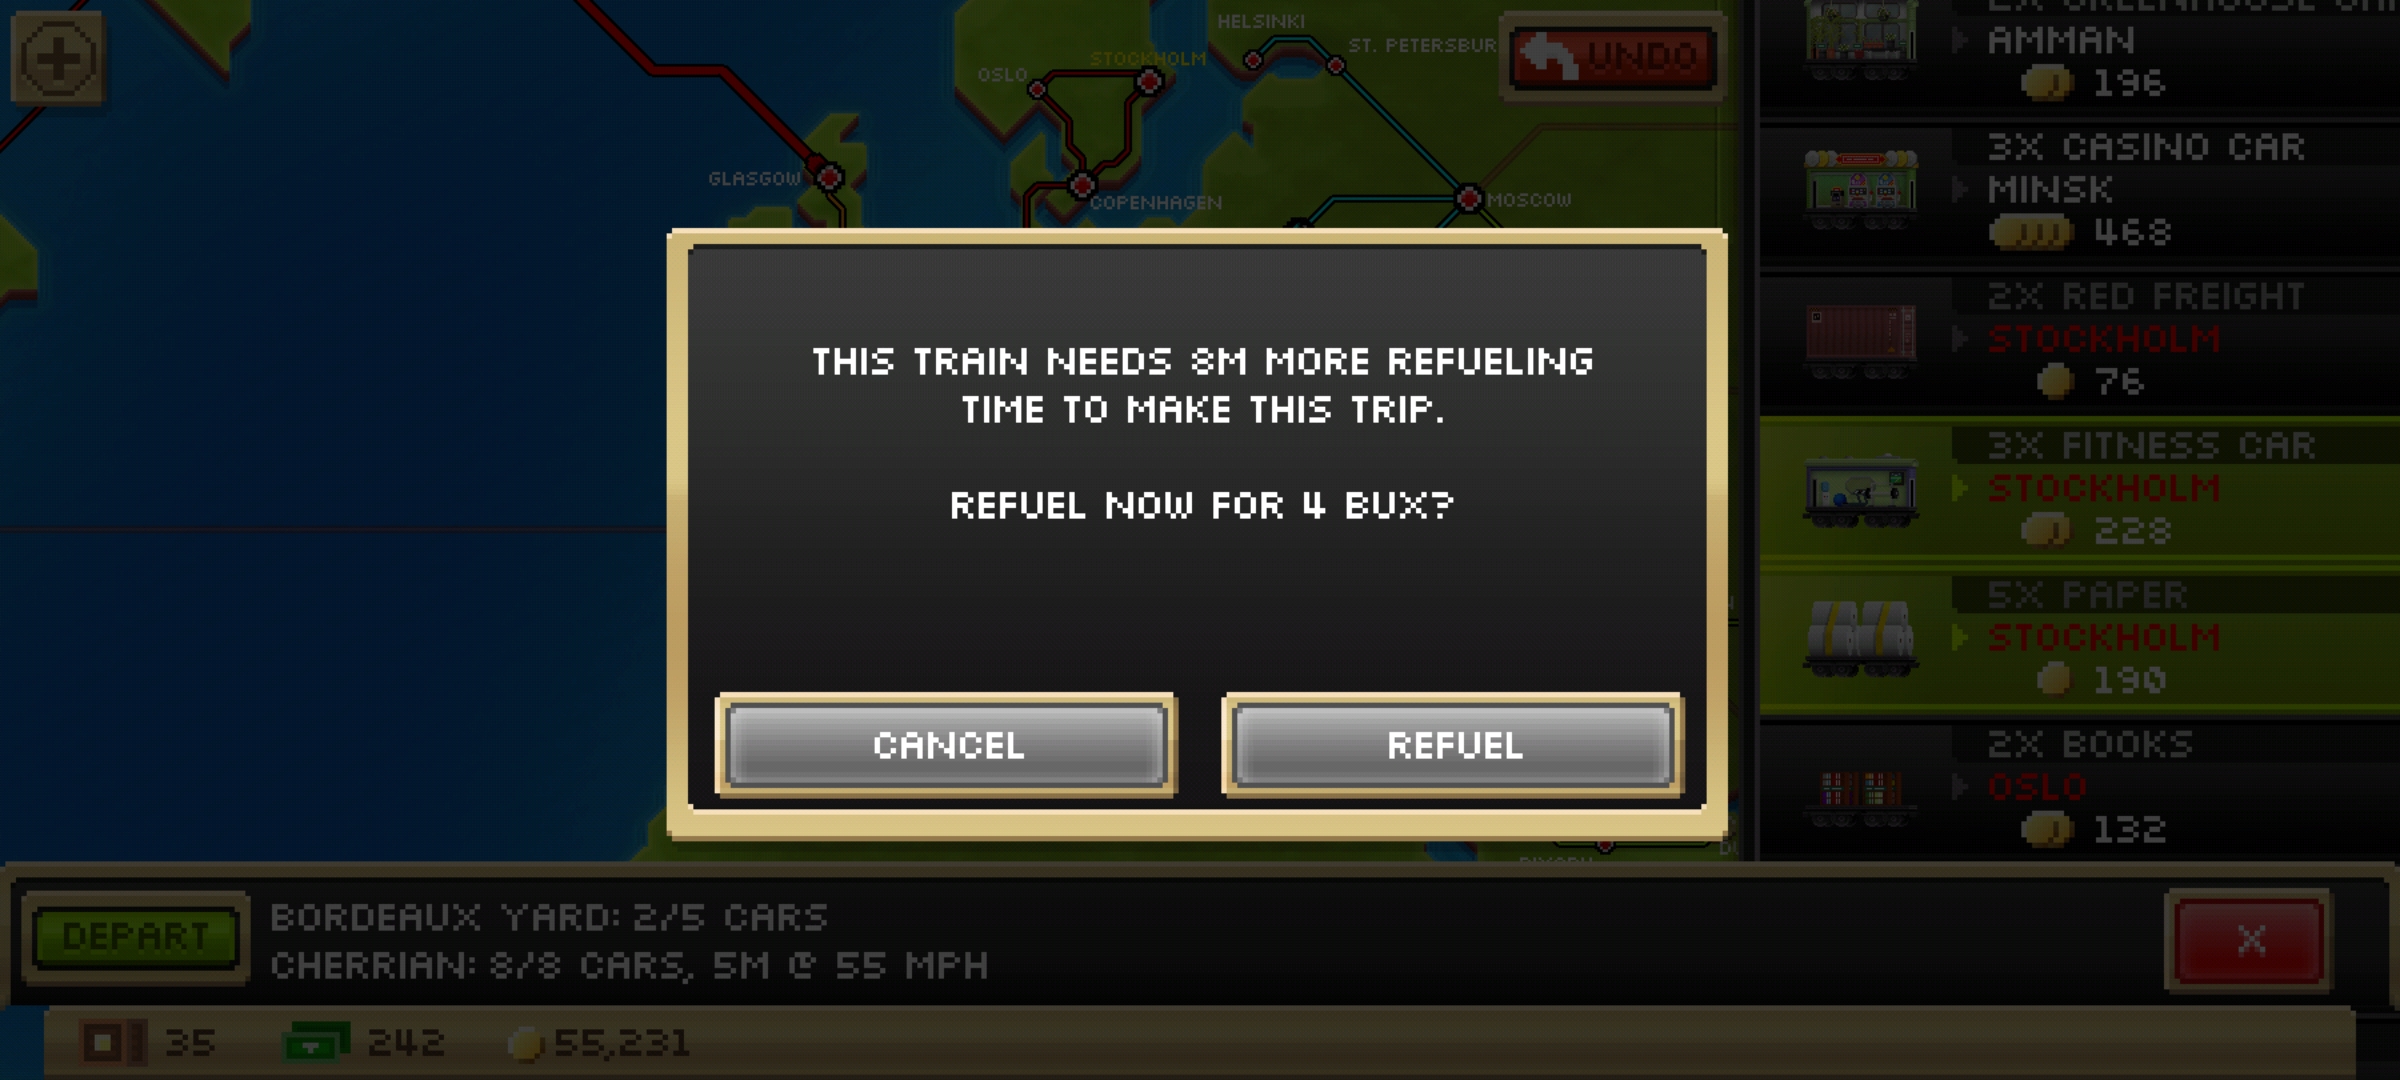 HELSINKI
STOCKHOLM
ST. PETERSBUR
OSLO
UNDO
GLASGOW
COPENHAGEN
MOSCOW
AMMAN
196
3X CASINO CAR
MINSK
468
2X RED FREIGHT
STOCKHOLM
76
3X FITNESS CAR
STOCKHOLM
228
5X PAPER
STOCKHOLM
190
2X BOOKS
OSLO
132
THIS TRAIN NEEDS 8M MORE REFUELING
TIME TO MAKE THIS TRIP.
REFUEL NOW FOR 4 BUX?
CANCEL
REFUEL
DEPART
BORDEAUX YARD: 2/5 CARS
CHERRIAN: 8/8 CARS, 5M @ 55 MPH
X
35
242
55,231